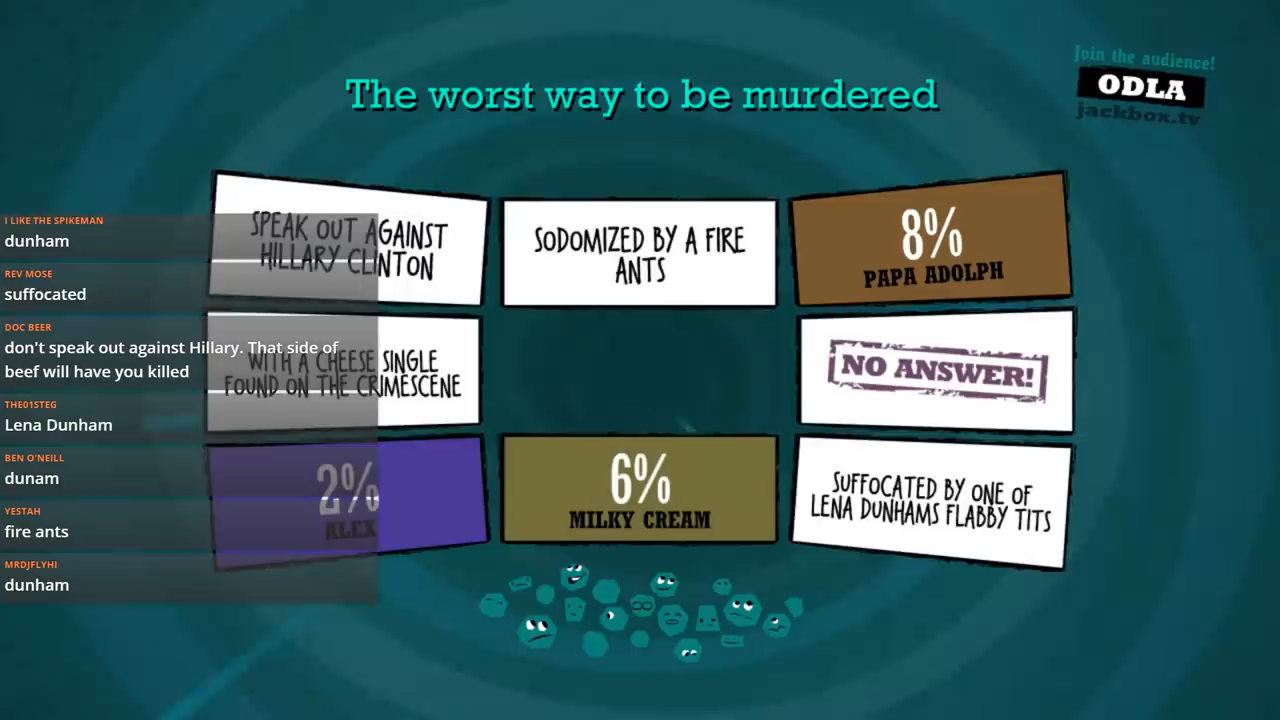 The worst way to be murdered
Join the audience!
ODLA
jackbox.tv
SPEAK OUT AGAINST
HILLARY CLINTON
SODOMIZED BY A FIRE
ANTS
8%
PAPA ADOLPH
WITH A CHEESE SINGLE
FOUND ON THE CRIMESCENE
NO ANSWER!
2%
ALEX
6%
MILKY CREAM
SUFFOCATED BY ONE OF
LENA DUNHAMS FLABBY TITS
I LIKE THE SPIKEMAN
dunham
REV MOSE
suffocated
DOC BEER
don't speak out against Hillary. That side of
beef will have you killed
THE01STEG
Lena Dunham
BEN O'NEILL
dunam
YESTAH
fire ants
MRDJFLYHI
dunham